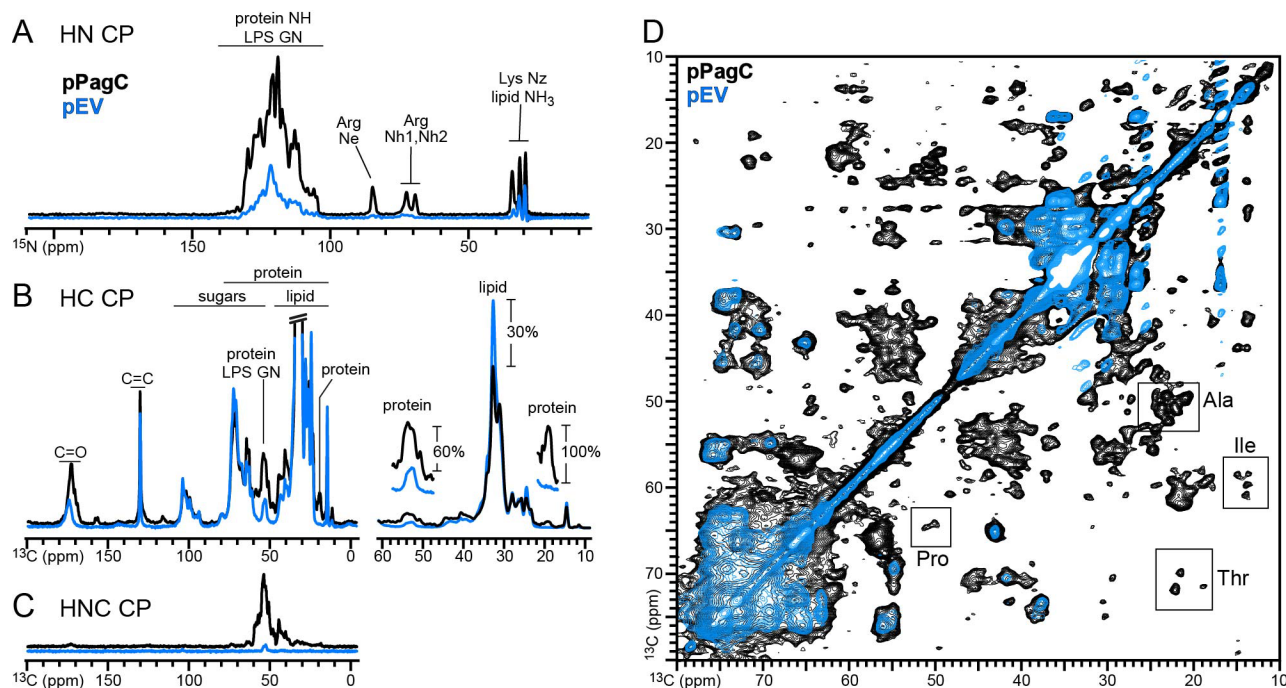 A HN CP
protein NH
LPS GN
pPagC
pEV
Lys Nz
lipid NH3
Arg
Ne
Arg
Nh1,Nh2
15N (ppm) 150 100 50
B HC CP
protein
sugars
lipid
C=C
C=O
protein
LPS GN
protein
lipid
30%
protein
60%
protein
100%
13C (ppm) 100 50 0
60 50 40 30 20 10
C HNC CP
13C (ppm) 150 100 50 0
D
pPagC
pEV
10
20
30
40
50
60
70
13C (ppm)
Ala
Ile
Pro
Thr
13C (ppm) 70 60 50 40 30 20 10